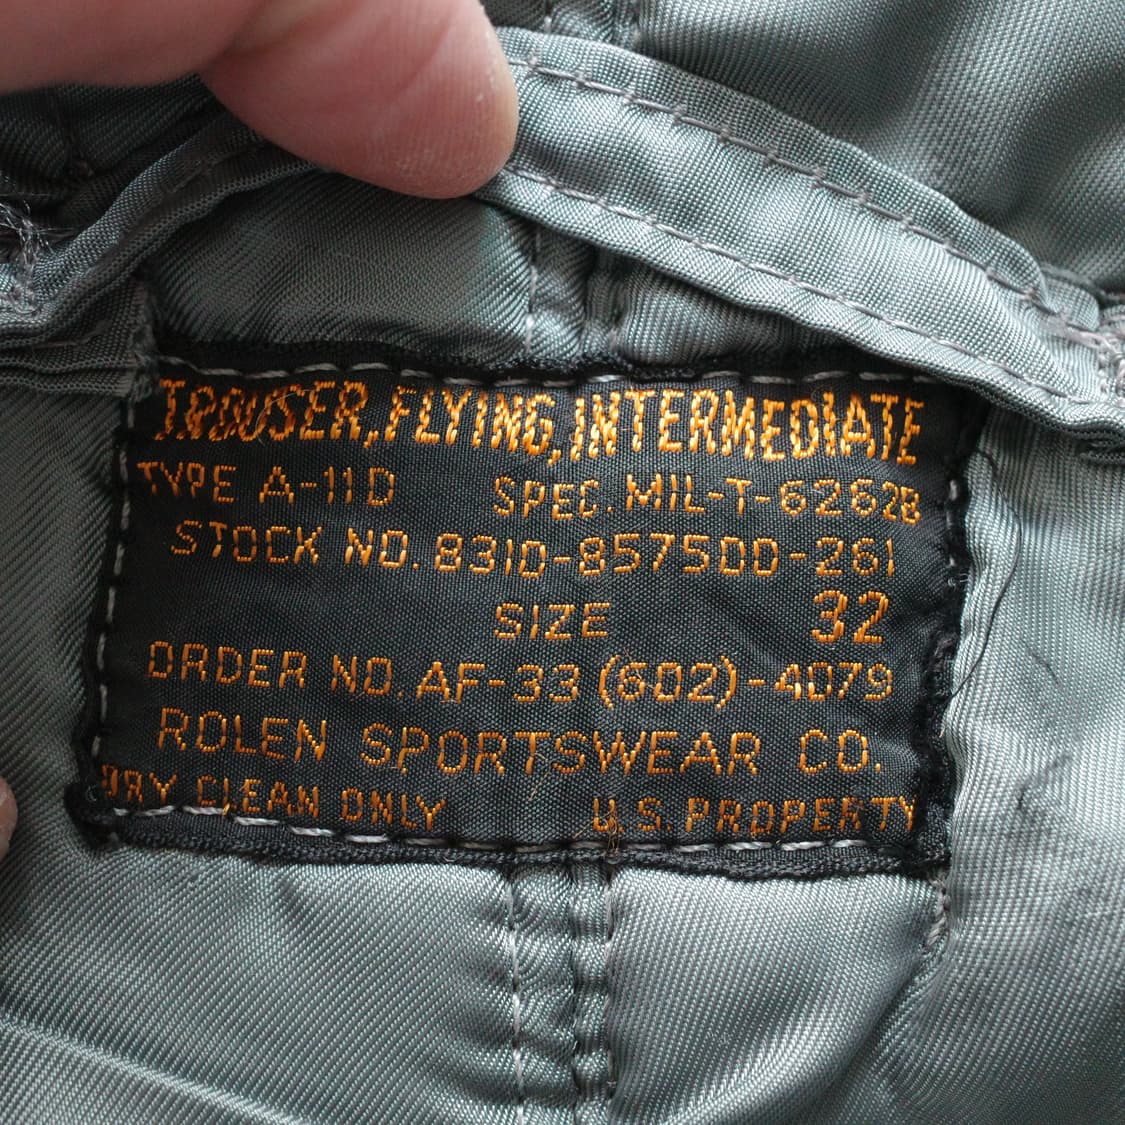 TROUSER, FLYING, INTERMEDIATE
TYPE A-11D SPEC. MIL-T-6262B
STOCK NO. 8310-857500-261
SIZE 32
ORDER NO. AF-33 (602)-4079
ROLEN SPORTSWEAR CO.
DRY CLEAN ONLY U.S. PROPERTY